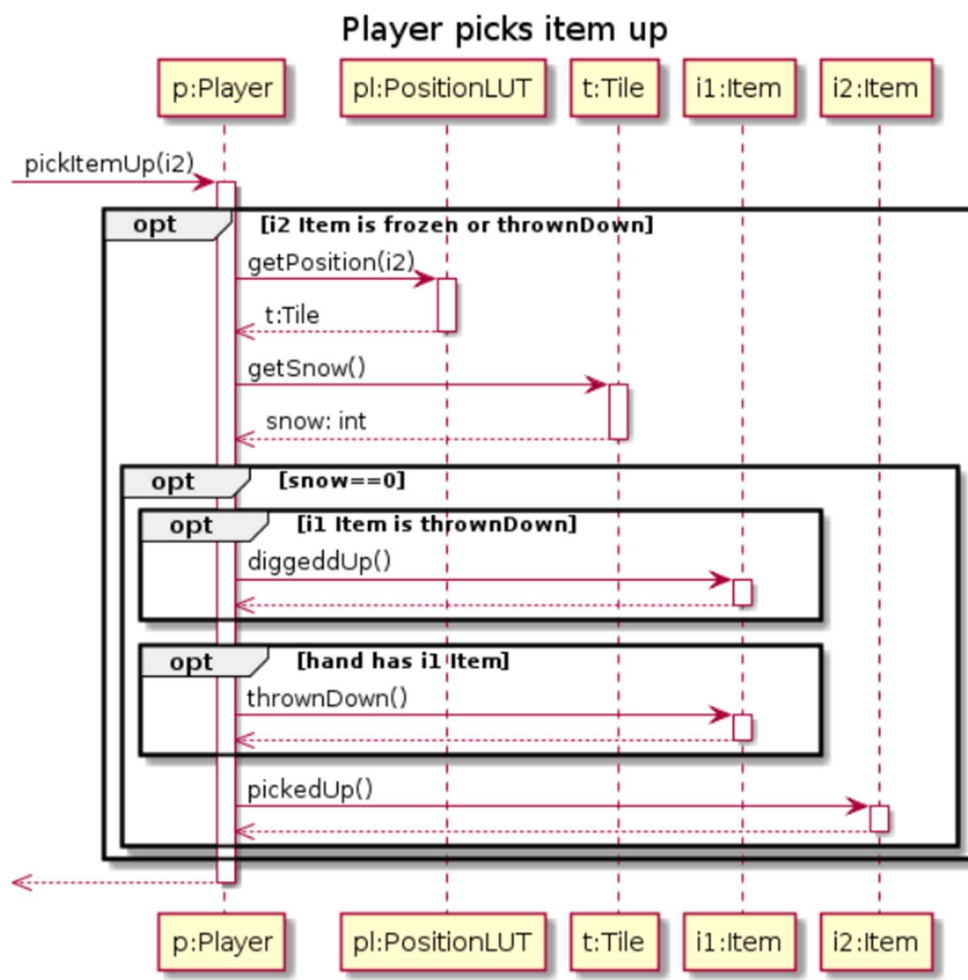 Player picks item up
p:Player pl:PositionLUT t:Tile i1:Item i2:Item
pickItemUp(i2)
opt [i2 Item is frozen or thrownDown]
getPosition(i2)
t:Tile
getSnow()
snow: int
opt [snow==0]
opt [i1 Item is thrownDown]
diggeddUp()
opt [hand has i1 Item]
thrownDown()
pickedUp()
p:Player pl:PositionLUT t:Tile i1:Item i2:Item